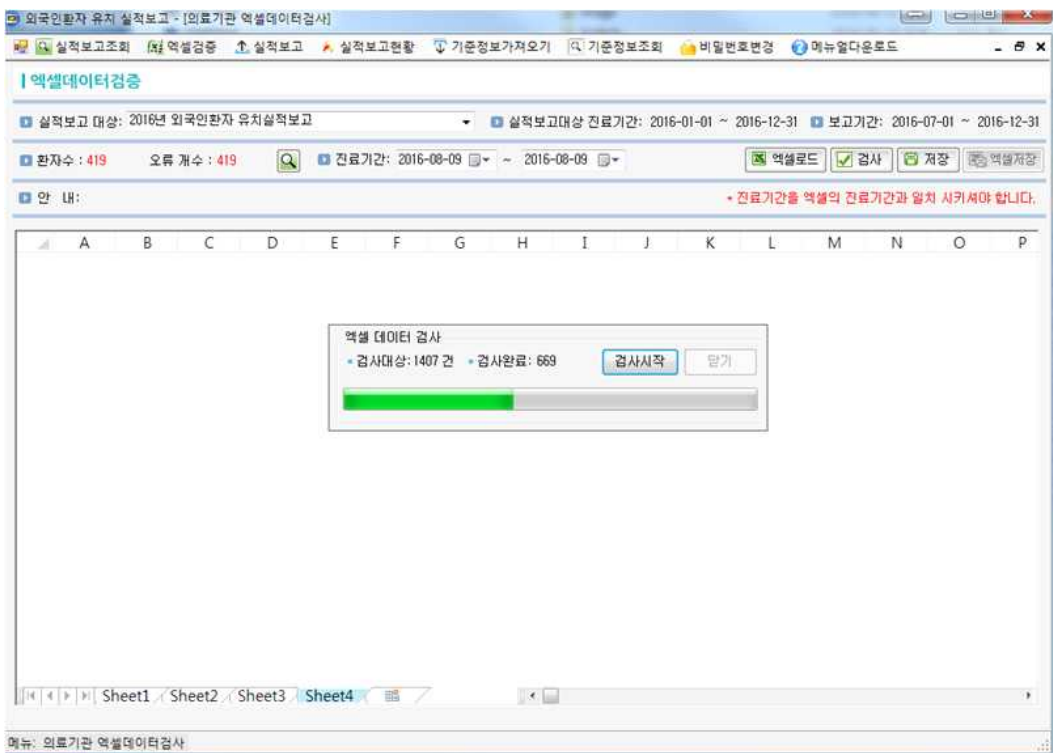 외국인환자 유치 실적보고 - [의료기관 엑셀데이터검사]
실적보고조회 엑셀검증 실적보고 실적보고현황 기준정보가져오기 기준정보조회 비밀번호변경 메뉴얼다운로드
엑셀데이터검증
실적보고 대상: 2016년 외국인환자 유치실적보고 실적보고대상 진료기간: 2016-01-01 ~ 2016-12-31 보고기간: 2016-07-01 ~ 2016-12-31
환자수 : 419 오류 개수 : 419 진료기간: 2016-08-09 ~ 2016-08-09 엑셀로드 검사 저장 엑셀저장
안 내: * 진료기간을 엑셀의 진료기간과 일치 시키셔야 합니다.
A B C D E F G H I J K L M N O P
엑셀 데이터 검사
검사대상: 1407 건 검사완료: 669 검사시작 닫기
Sheet1 Sheet2 Sheet3 Sheet4
메뉴: 의료기관 엑셀데이터검사